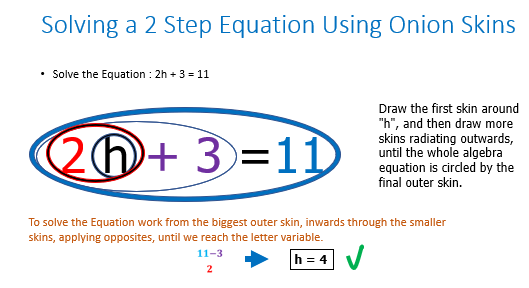 Solving a 2 Step Equation Using Onion Skins
• Solve the Equation : 2h + 3 = 11
2h + 3 = 11
Draw the first skin around
"h", and then draw more
skins radiating outwards,
until the whole algebra
equation is circled by the
final outer skin.
To solve the Equation work from the biggest outer skin, inwards through the smaller
skins, applying opposites, until we reach the letter variable.
11-3
2
h = 4